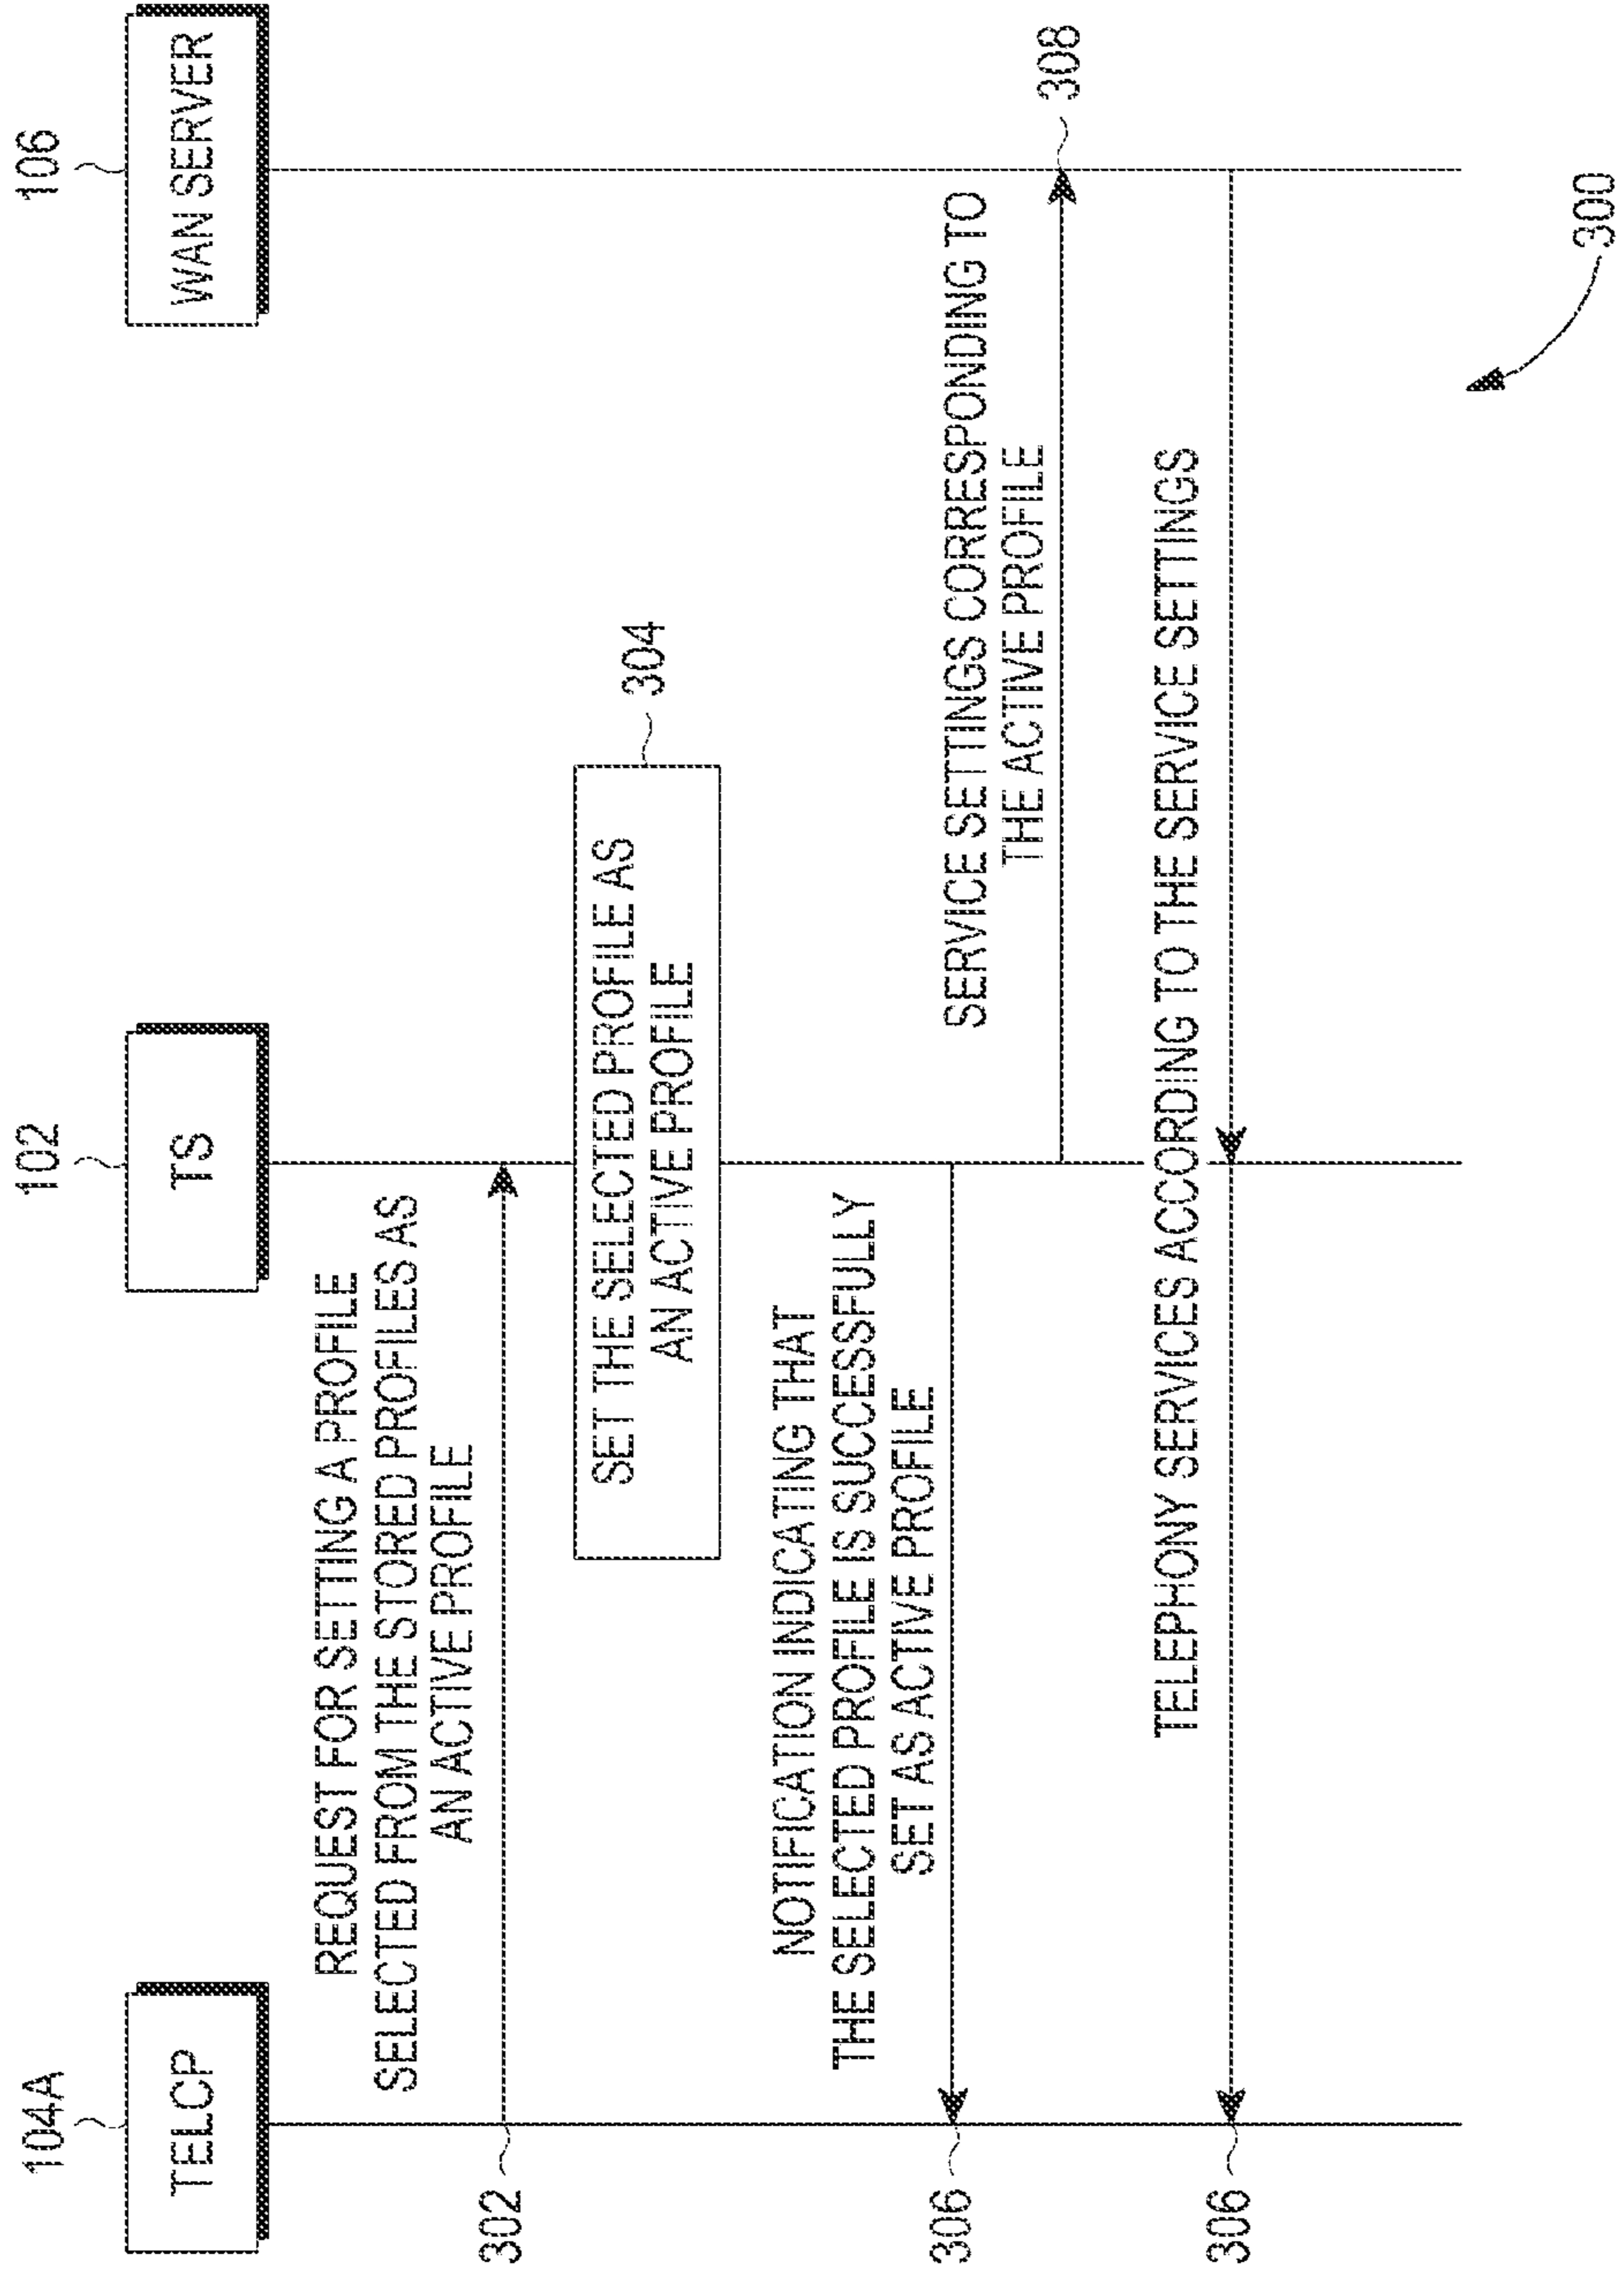 104A
102
106
TELCP
TS
WAN SERVER
REQUEST FOR SETTING A PROFILE
SELECTED FROM THE STORED PROFILES AS
AN ACTIVE PROFILE
302
SET THE SELECTED PROFILE AS
AN ACTIVE PROFILE
304
NOTIFICATION INDICATING THAT
THE SELECTED PROFILE IS SUCCESSFULLY
SET AS ACTIVE PROFILE
306
SERVICE SETTINGS CORRESPONDING TO
THE ACTIVE PROFILE
308
TELEPHONY SERVICES ACCORDING TO THE SERVICE SETTINGS
306
300